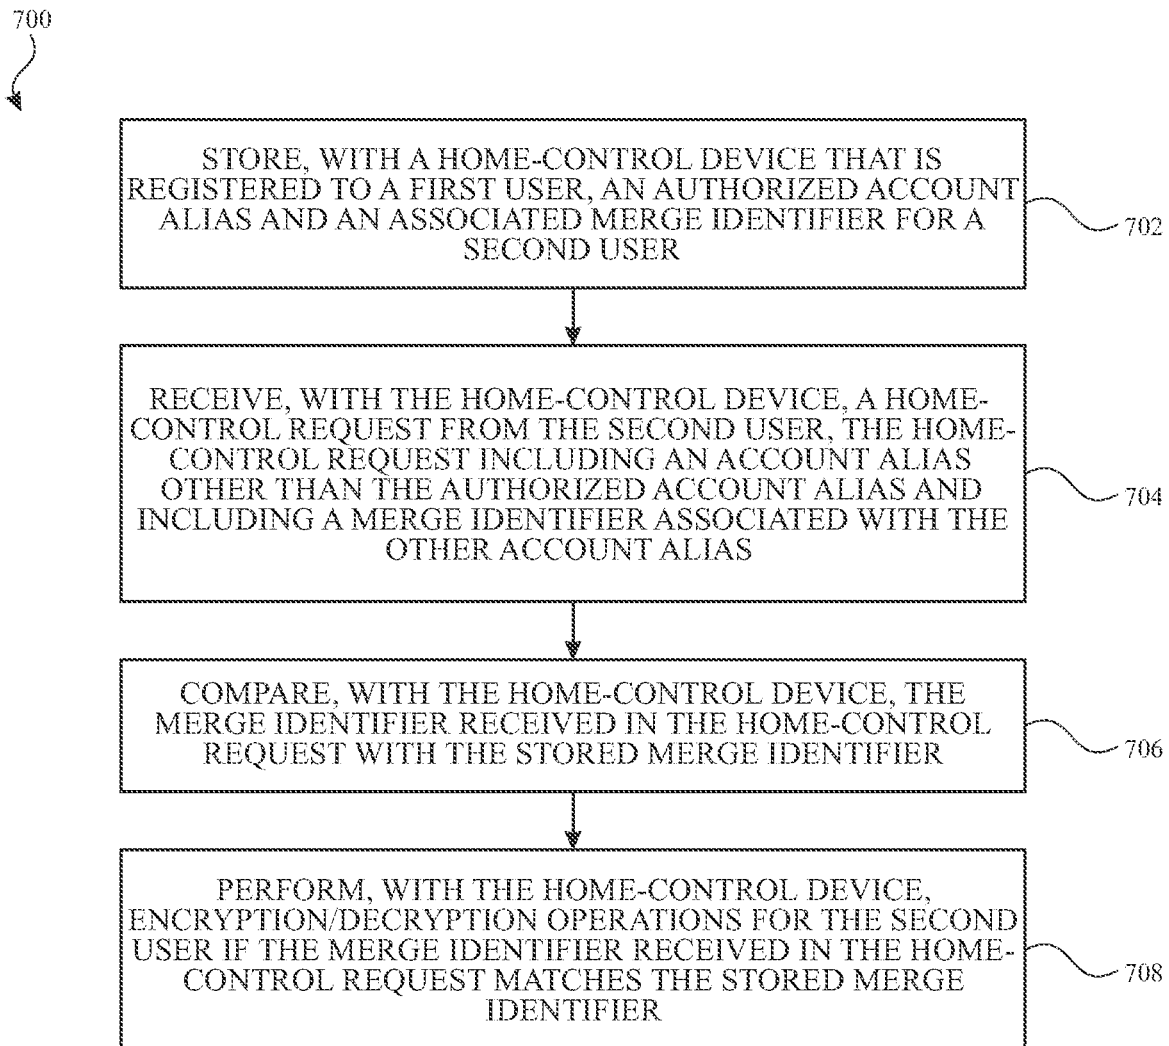 700
STORE, WITH A HOME-CONTROL DEVICE THAT IS
REGISTERED TO A FIRST USER, AN AUTHORIZED ACCOUNT
ALIAS AND AN ASSOCIATED MERGE IDENTIFIER FOR A
SECOND USER
702
RECEIVE, WITH THE HOME-CONTROL DEVICE, A HOME-
CONTROL REQUEST FROM THE SECOND USER, THE HOME-
CONTROL REQUEST INCLUDING AN ACCOUNT ALIAS
OTHER THAN THE AUTHORIZED ACCOUNT ALIAS AND
INCLUDING A MERGE IDENTIFIER ASSOCIATED WITH THE
OTHER ACCOUNT ALIAS
704
COMPARE, WITH THE HOME-CONTROL DEVICE, THE
MERGE IDENTIFIER RECEIVED IN THE HOME-CONTROL
REQUEST WITH THE STORED MERGE IDENTIFIER
706
PERFORM, WITH THE HOME-CONTROL DEVICE,
ENCRYPTION/DECRYPTION OPERATIONS FOR THE SECOND
USER IF THE MERGE IDENTIFIER RECEIVED IN THE HOME-
CONTROL REQUEST MATCHES THE STORED MERGE
IDENTIFIER
708